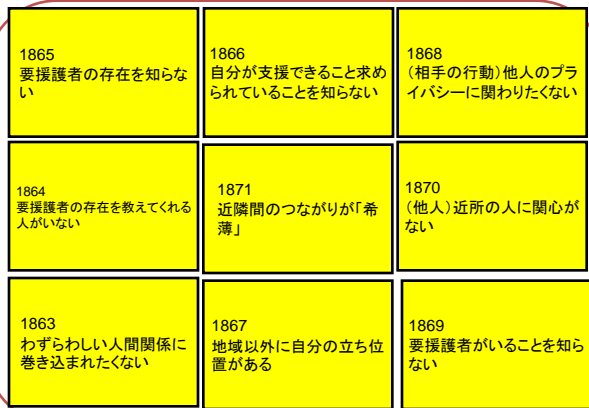 1865
要援護者の存在を知らな
い
1866
自分が支援できること求め
られていることを知らない
1868
(相手の行動)他人のプラ
イバシーに関わりたくない
1864
要援護者の存在を教えてくれる
人がいない
1871
近隣間のつながりが「希
薄」
1870
(他人)近所の人に関心が
ない
1863
わずらわしい人間関係に
巻き込まれたくない
1867
地域以外に自分の立ち位
置がある
1869
要援護者がいることを知ら
ない